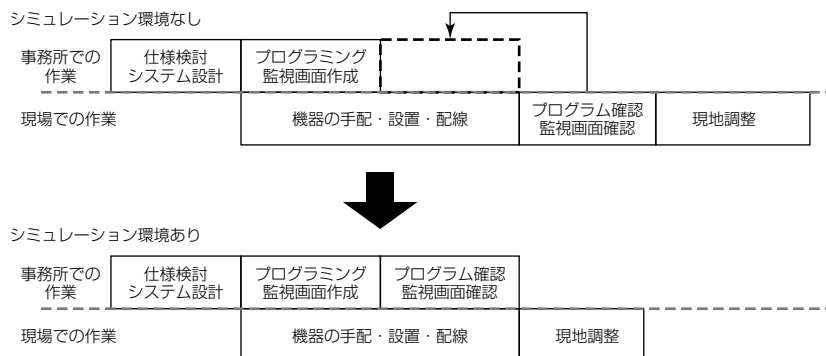 シミュレーション環境なし
事務所での
作業
仕様検討
システム設計
プログラミング
監視画面作成
現場での作業
機器の手配・設置・配線
プログラム確認
監視画面確認
現地調整
シミュレーション環境あり
事務所での
作業
仕様検討
システム設計
プログラミング
監視画面作成
プログラム確認
監視画面確認
現場での作業
機器の手配・設置・配線
現地調整